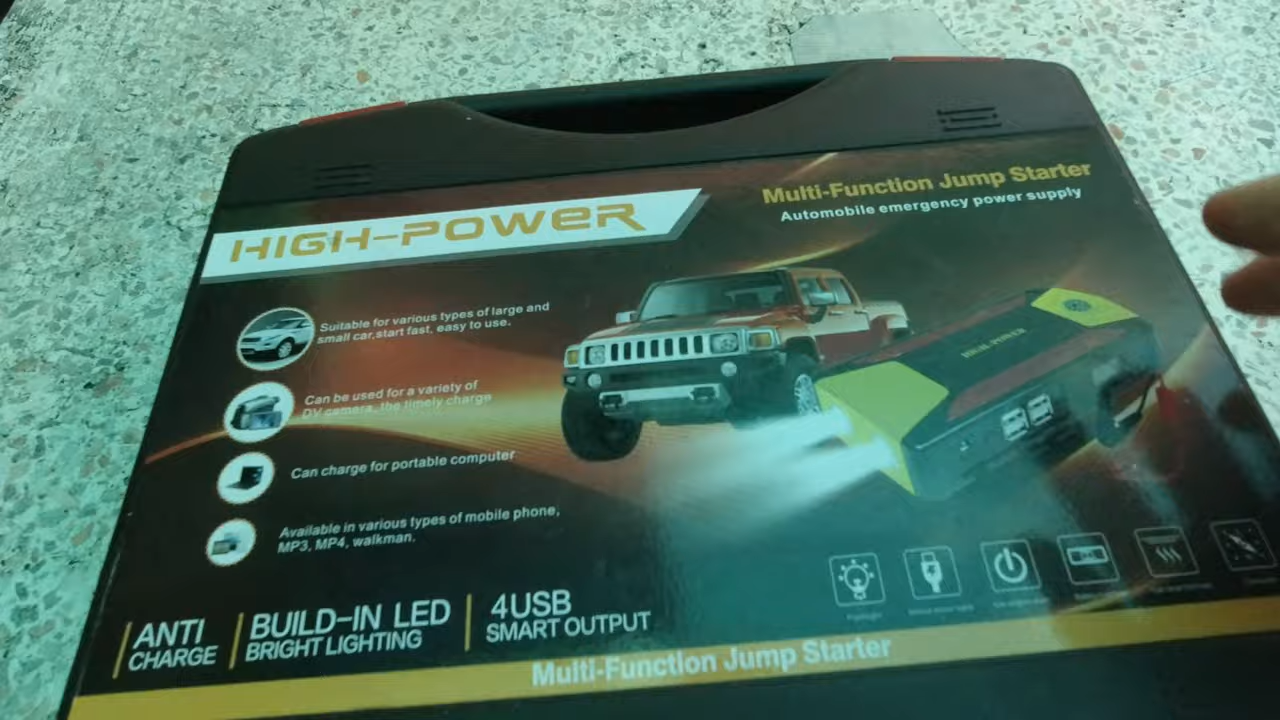 HIGH-POWER
Multi-Function Jump Starter
Automobile emergency power supply
Suitable for various types of large and
small car,start fast, easy to use.
Can be used for a variety of
DV camera, the timely charge
Can charge for portable computer
Available in various types of mobile phone,
MP3, MP4, walkman.
HIGH-POWER
ANTI
CHARGE
BUILD-IN LED
BRIGHT LIGHTING
4USB
SMART OUTPUT
Multi-Function Jump Starter